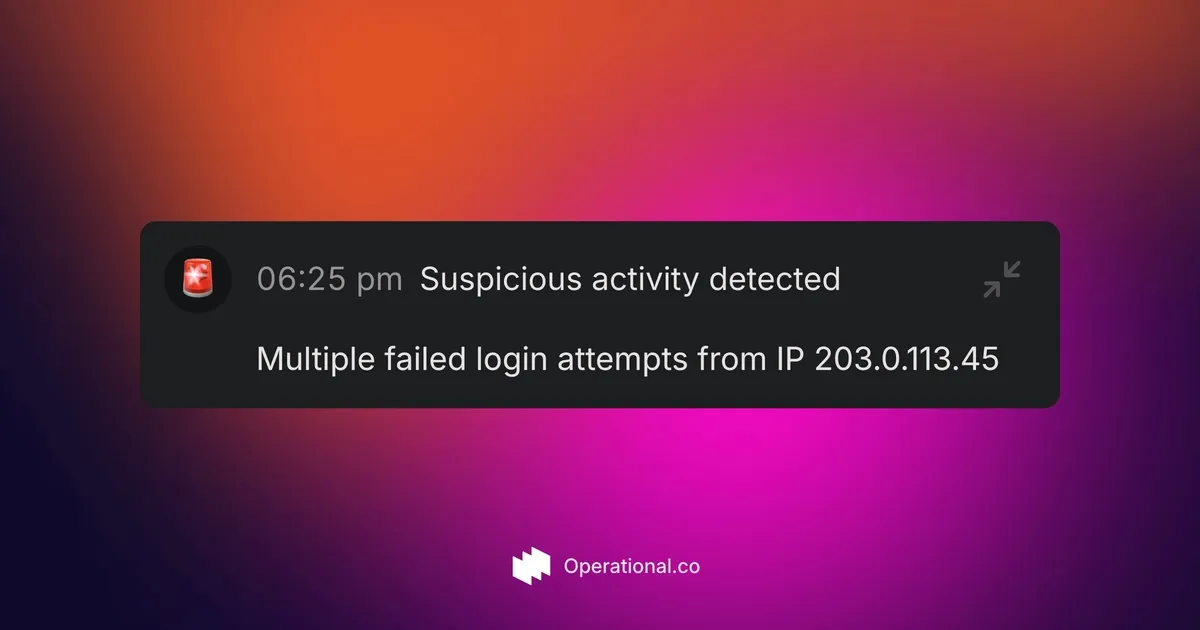 06:25 pm Suspicious activity detected
Multiple failed login attempts from IP 203.0.113.45
Operational.co